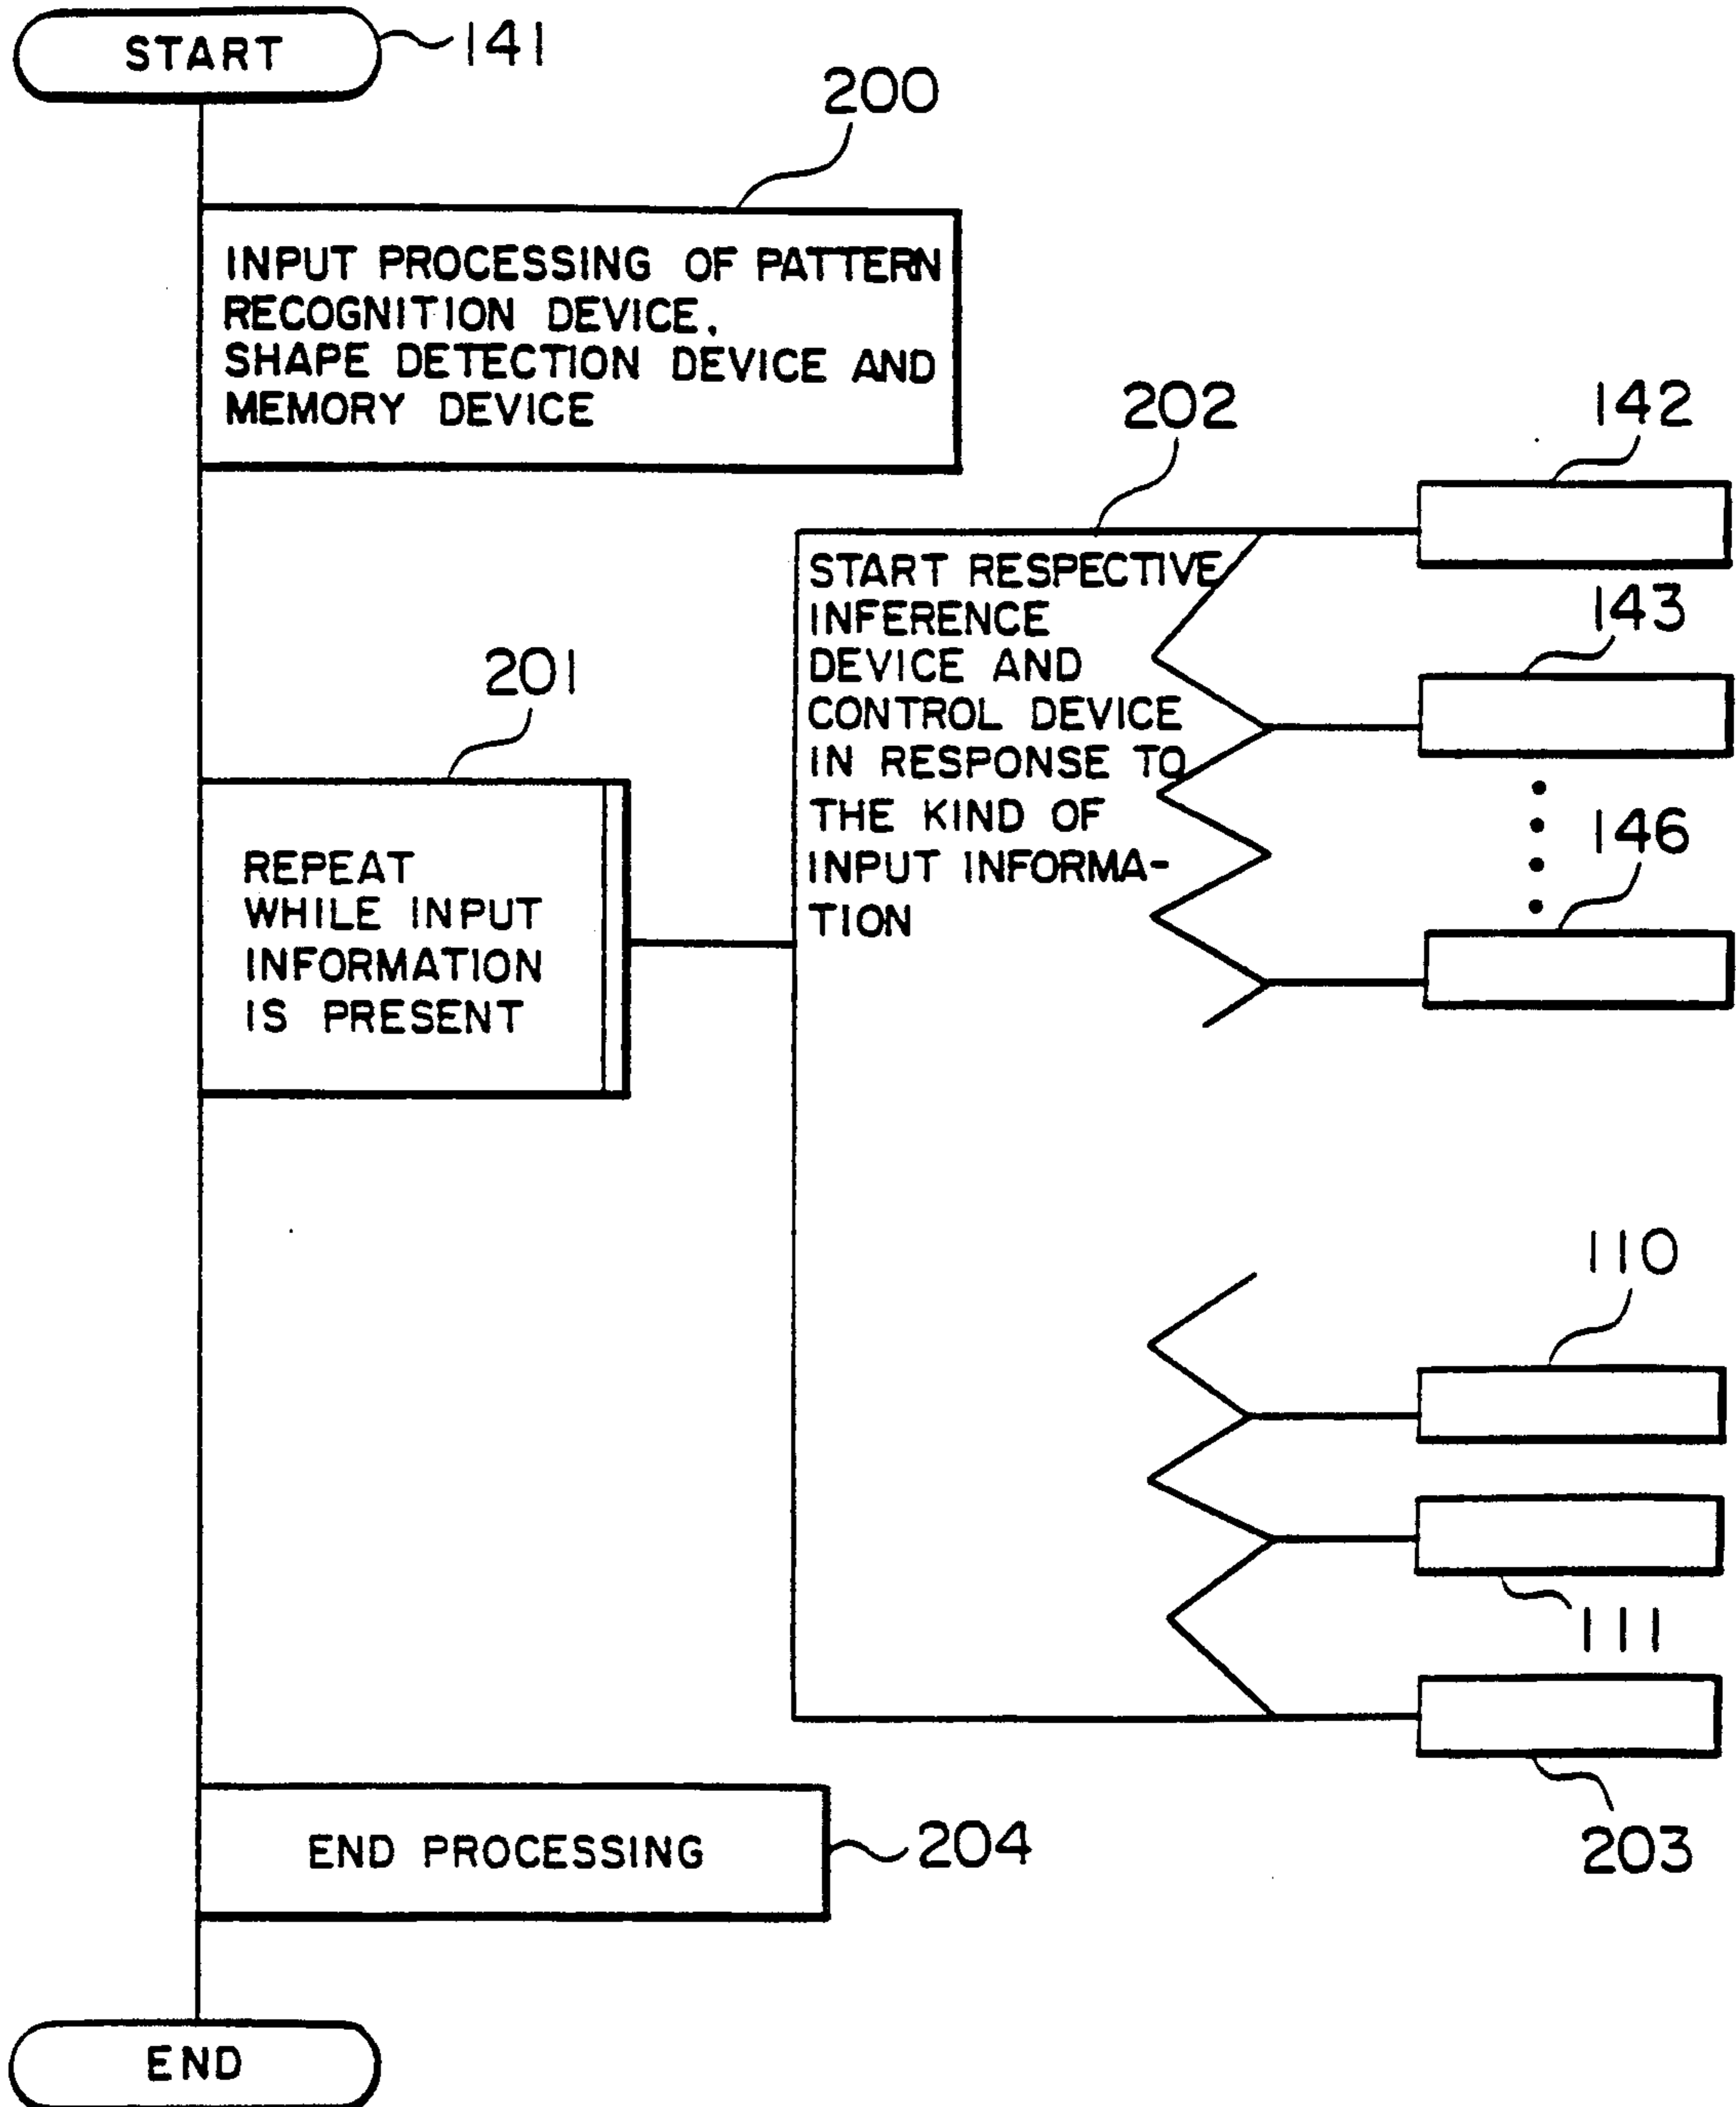 START
141
200
INPUT PROCESSING OF PATTERN
RECOGNITION DEVICE,
SHAPE DETECTION DEVICE AND
MEMORY DEVICE
202
142
START RESPECTIVE
INFERENCE
DEVICE AND
CONTROL DEVICE
IN RESPONSE TO
THE KIND OF
INPUT INFORMA-
TION
143
201
146
REPEAT
WHILE INPUT
INFORMATION
IS PRESENT
110
111
203
END PROCESSING
204
END